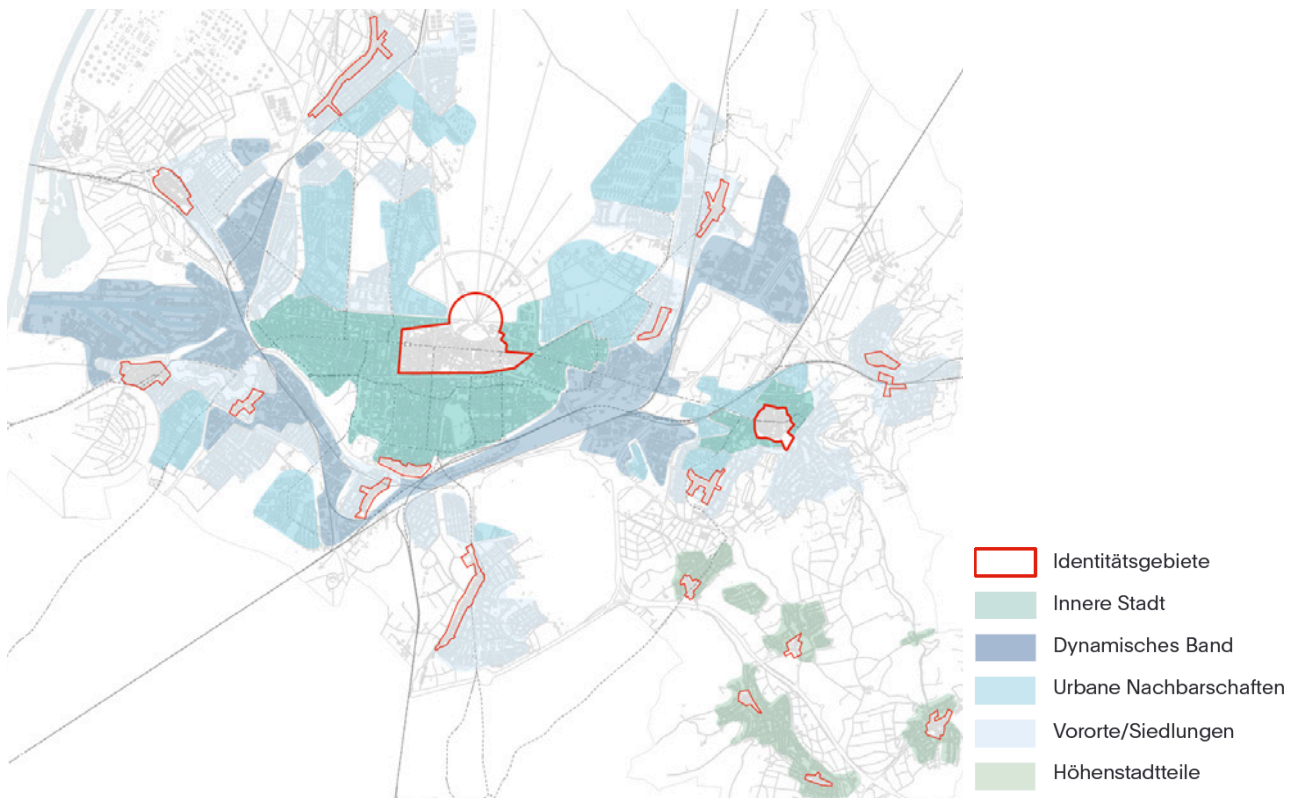 Identitätsgebiete
Innere Stadt
Dynamisches Band
Urbane Nachbarschaften
Vororte/Siedlungen
Höhenstadtteile